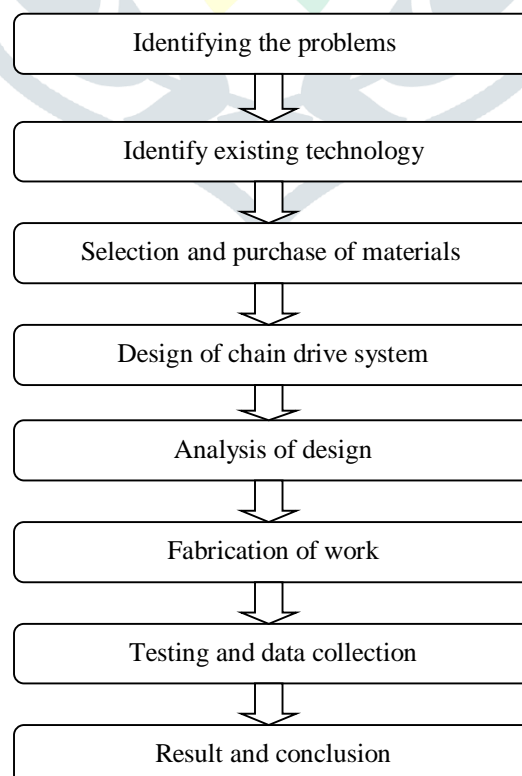 Identifying the problems
Identify existing technology
Selection and purchase of materials
Design of chain drive system
Analysis of design
Fabrication of work
Testing and data collection
Result and conclusion